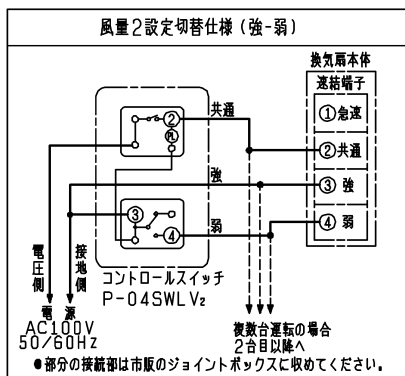 風量2設定切替仕様(強-弱)
換気扇本体
速結端子
①急速
②共通
③ 強
④ 弱
共通
強
弱
②
PL
③
④
電圧側
接地側
電源
AC100V
50/60Hz
コントロールスイッチ
P-04SWLV₂
複数台運転の場合
2台目以降へ
●部分の接続部は市販のジョイントボックスに収めてください。